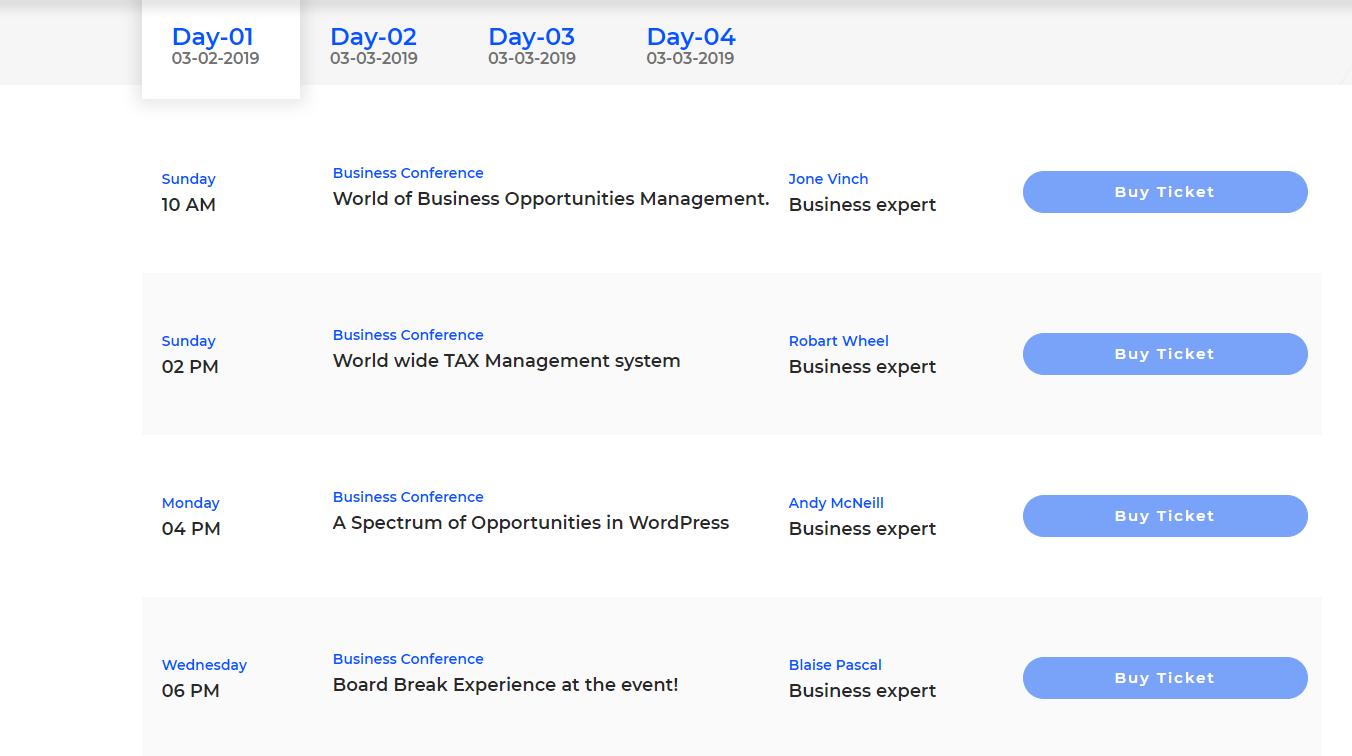 Day-01
03-02-2019
Day-02
03-03-2019
Day-03
03-03-2019
Day-04
03-03-2019
Sunday
10 AM
Business Conference
World of Business Opportunities Management.
Jone Vinch
Business expert
Buy Ticket
Sunday
02 PM
Business Conference
World wide TAX Management system
Robart Wheel
Business expert
Buy Ticket
Monday
04 PM
Business Conference
A Spectrum of Opportunities in WordPress
Andy McNeill
Business expert
Buy Ticket
Wednesday
06 PM
Business Conference
Board Break Experience at the event!
Blaise Pascal
Business expert
Buy Ticket